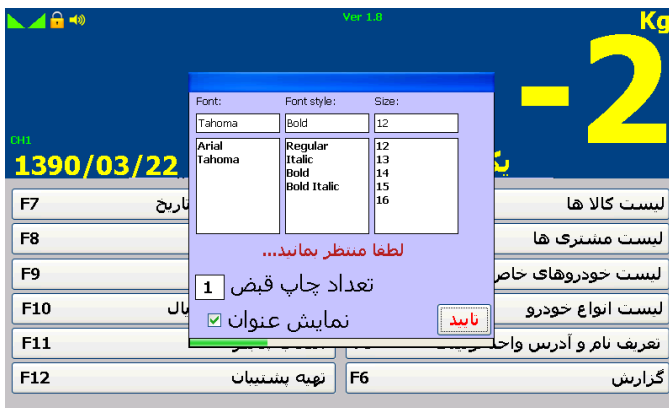 Ver 1.8
Kg
-2
CH1
1390/03/22
یک
Font:
Font style:
Size:
Tahoma
Bold
12
Arial
Tahoma
Regular
Italic
Bold
Bold Italic
12
13
14
15
16
لطفا منتظر بمانید...
تعداد چاپ قبض
1
نمایش عنوان
تایید
لیست کالا ها
لیست مشتری ها
لیست خودروهای خاص
لیست انواع خودرو
تعریف نام و آدرس
گزارش
F6
F7
تاریخ
F8
F9
F10
F11
F12
تهیه پشتیبان